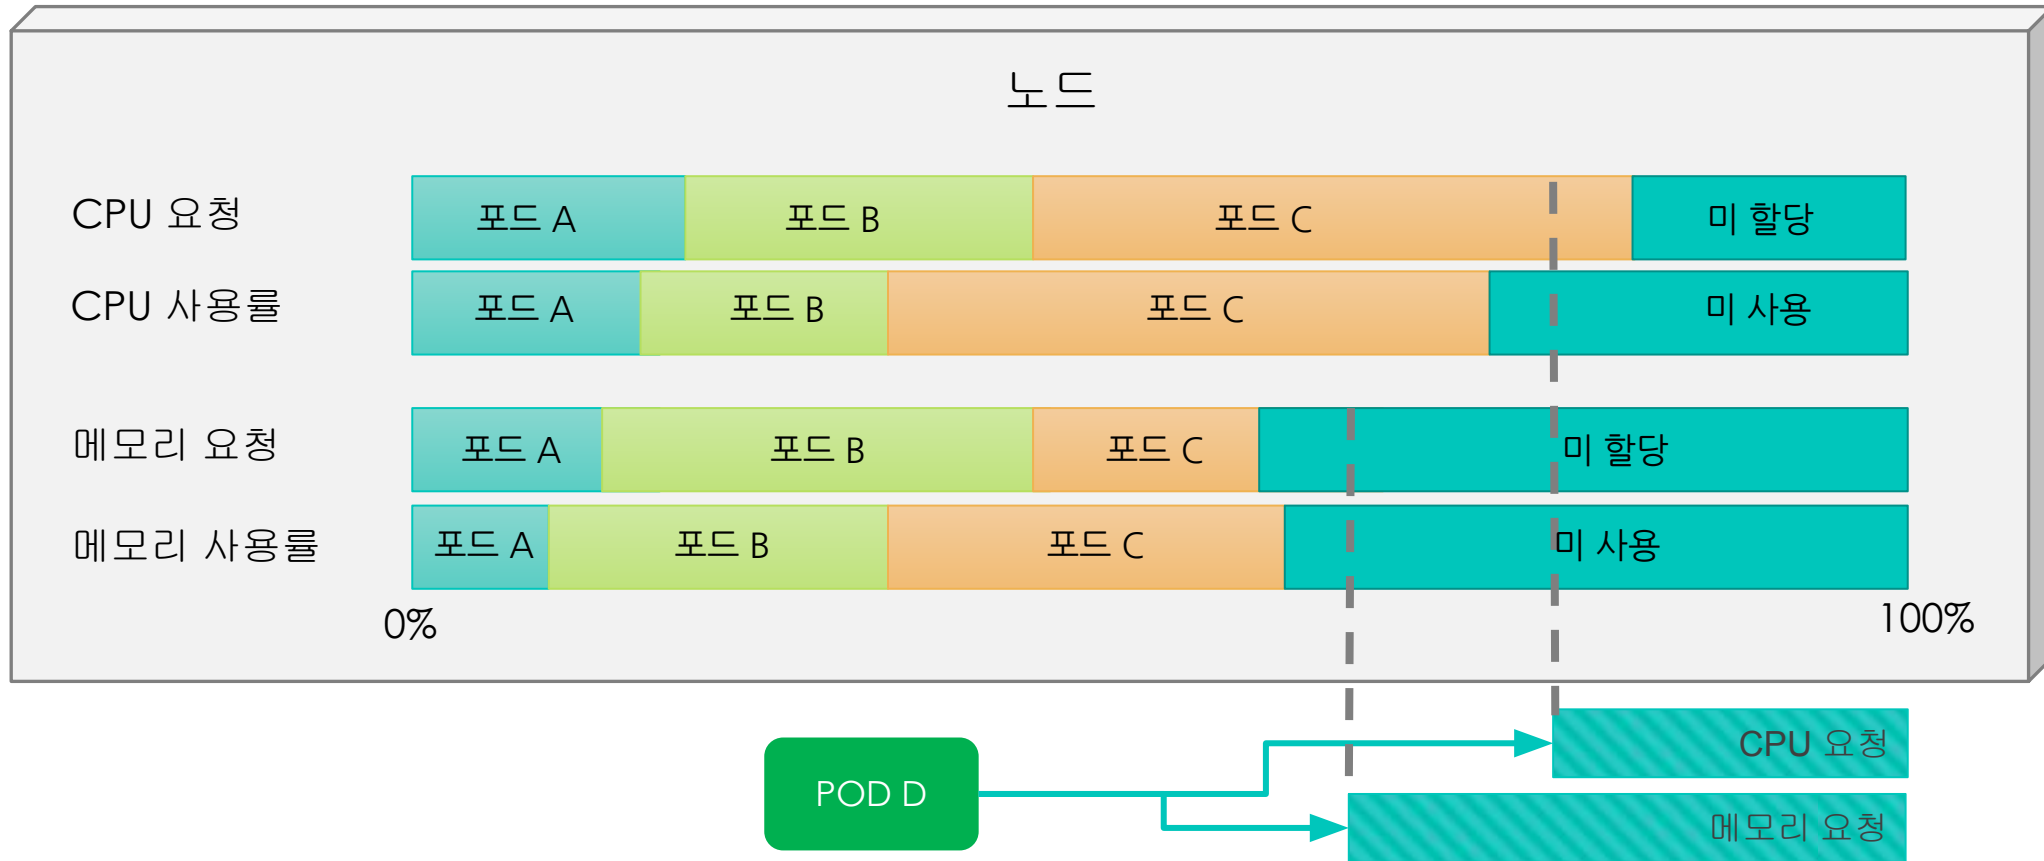 노드
CPU 요청
포드 A
포드 B
포드 C
미 할당
CPU 사용률
포드 A
포드 B
포드 C
미 사용
메모리 요청
포드 A
포드 B
포드 C
미 할당
메모리 사용률
포드 A
포드 B
포드 C
미 사용
0%
100%
CPU 요청
POD D
메모리 요청